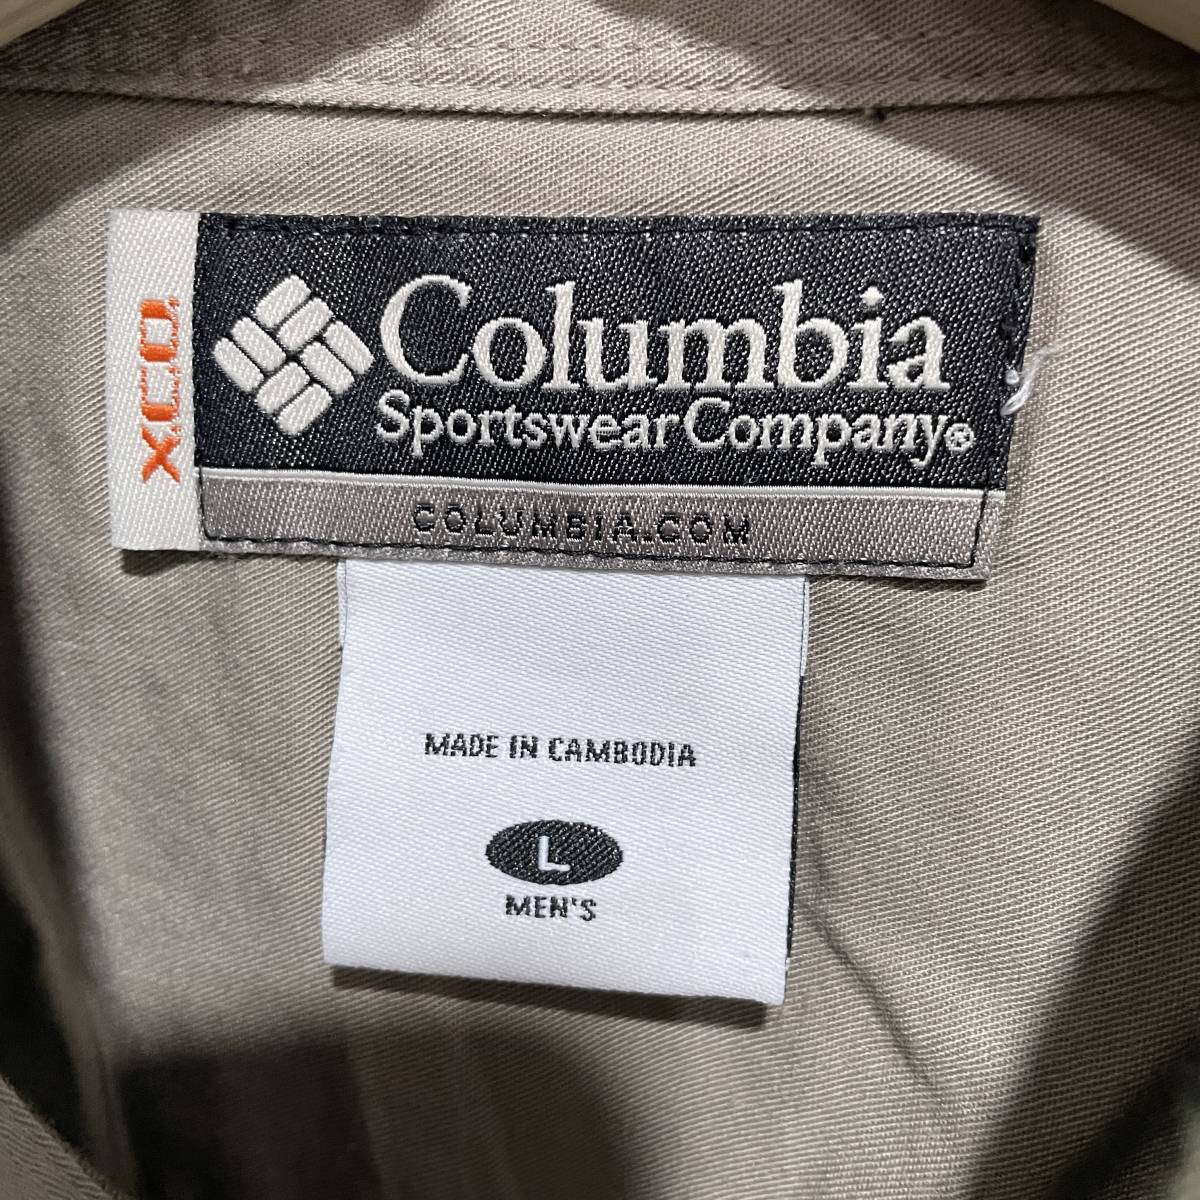 XCO.
Columbia
Sportswear Company®
COLUMBIA.COM
MADE IN CAMBODIA
L
MEN'S